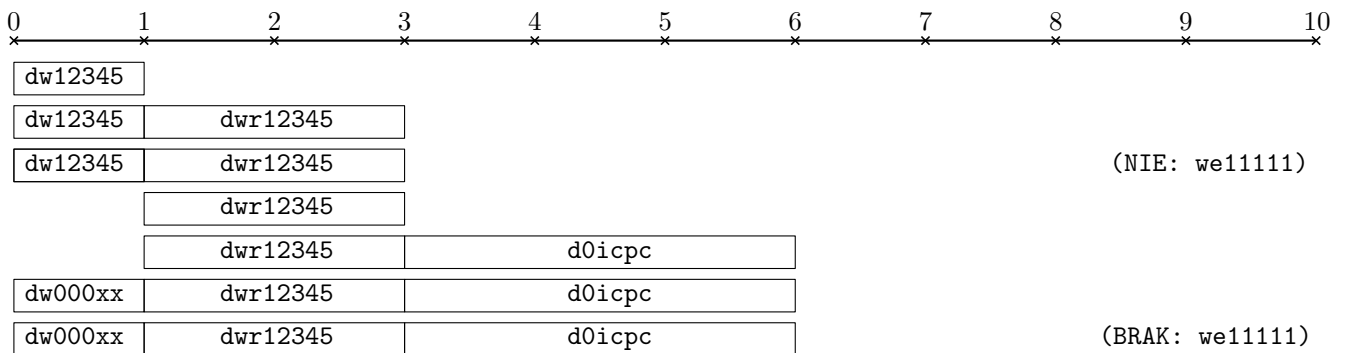 0 1 2 3 4 5 6 7 8 9 10
dw12345
dw12345 dwr12345
dw12345 dwr12345 (NIE: we11111)
dwr12345
dwr12345 d0icpc
dw000xx dwr12345 d0icpc
dw000xx dwr12345 d0icpc (BRAK: we11111)